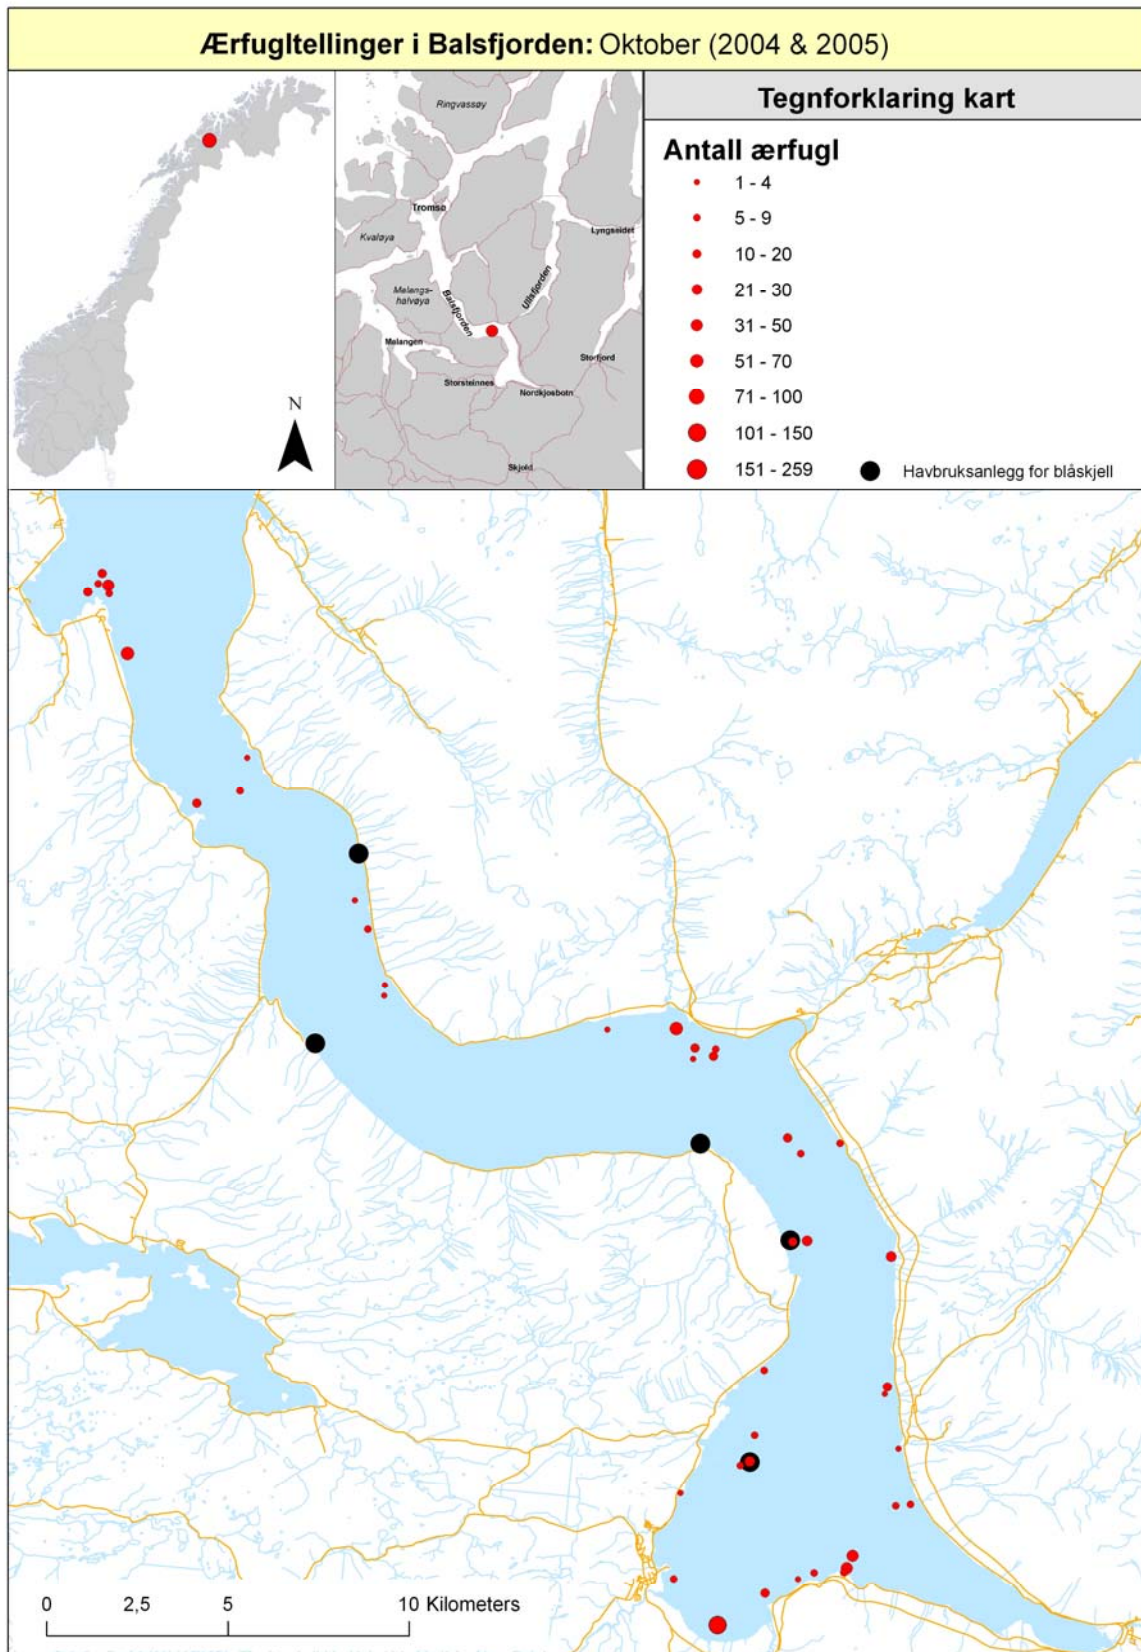 Ærfugltellinger i Balsfjorden: Oktober (2004 & 2005)
N
Ringvassøy
Tromsø
Kvaløya
Lyngseidet
Malangs-
halvøya
Balsfjorden
Ullsfjorden
Malangen
Storfjord
Storsteinnes
Nordkjosbotn
Skjold
Tegnforklaring kart
Antall ærfugl
1 - 4
5 - 9
10 - 20
21 - 30
31 - 50
51 - 70
71 - 100
101 - 150
151 - 259
Havbruksanlegg for blåskjell
0 2,5 5 10 Kilometers